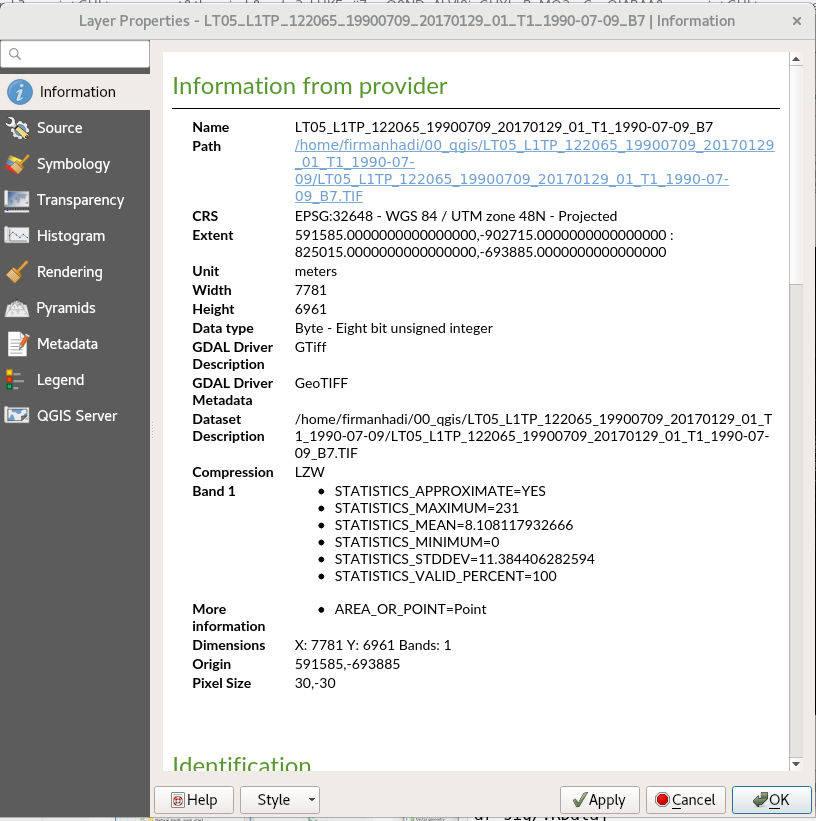 Layer Properties - LT05_L1TP_122065_19900709_20170129_01_T1_1990-07-09_B7 | Information
Information
Source
Symbology
Transparency
Histogram
Rendering
Pyramids
Metadata
Legend
QGIS Server
Information from provider
Name LT05_L1TP_122065_19900709_20170129_01_T1_1990-07-09_B7
Path /home/firmanhadi/00_qgis/LT05_L1TP_122065_19900709_20170129
_01_T1_1990-07-
09/LT05_L1TP_122065_19900709_20170129_01_T1_1990-07-
09_B7.TIF
CRS EPSG:32648 - WGS 84 / UTM zone 48N - Projected
Extent 591585.0000000000000000,-902715.0000000000000000 :
825015.0000000000000000,-693885.0000000000000000
Unit meters
Width 7781
Height 6961
Data type Byte - Eight bit unsigned integer
GDAL Driver GTiff
Description
GDAL Driver GeoTIFF
Metadata
Dataset /home/firmanhadi/00_qgis/LT05_L1TP_122065_19900709_20170129_01_T
Description 1_1990-07-09/LT05_L1TP_122065_19900709_20170129_01_T1_1990-07-
09_B7.TIF
Compression LZW
Band 1 • STATISTICS_APPROXIMATE=YES
• STATISTICS_MAXIMUM=231
• STATISTICS_MEAN=8.108117932666
• STATISTICS_MINIMUM=0
• STATISTICS_STDDEV=11.384406282594
• STATISTICS_VALID_PERCENT=100
More • AREA_OR_POINT=Point
information
Dimensions X: 7781 Y: 6961 Bands: 1
Origin 591585,-693885
Pixel Size 30,-30
Identification
Help Style Apply Cancel OK